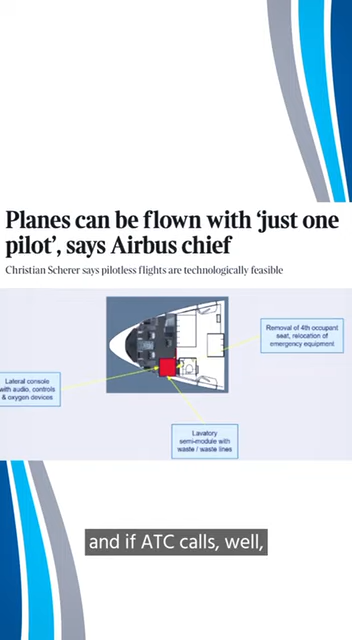 Planes can be flown with ‘just one
pilot’, says Airbus chief
Christian Scherer says pilotless flights are technologically feasible
Removal of 4th occupant
seat, relocation of
emergency equipment
Lateral console
with audio, controls
& oxygen devices
Lavatory
semi-module with
waste / waste lines
and if ATC calls, well,